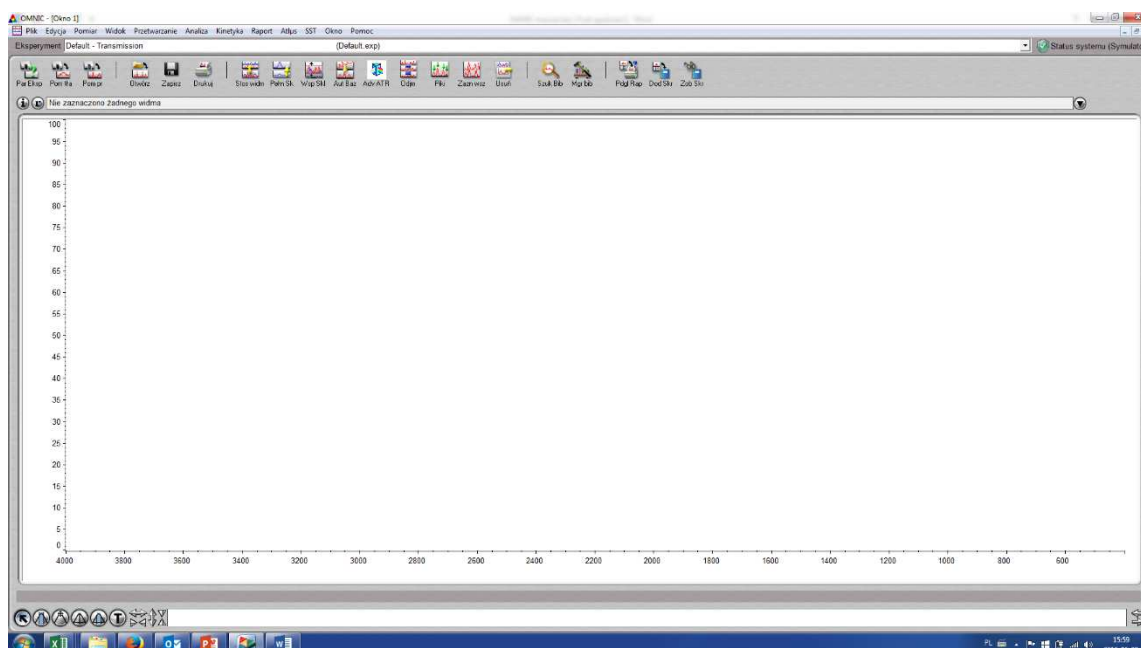 OMNIC - [Okno 1]
Plik Edycja Pomiar Widok Przetwarzanie Analiza Kinetyka Raport Atlµs SST Okno Pomoc
Eksperyment Default - Transmission (Default.exp) Status systemu (Symulato
Par Eksp Pom tła Pom pr Otwórz Zapisz Drukuj Stos widm Pełn Sk. Wsp Skl Aut Baz Adv ATR Odjm Piki Zazn wsz Usuń Szuk Bib Mgr bib Pdgl Rap Dod Skr Zob Skr
Nie zaznaczono żadnego widma
100
95
90
85
80
75
70
65
60
55
50
45
40
35
30
25
20
15
10
5
0
4000 3800 3600 3400 3200 3000 2800 2600 2400 2200 2000 1800 1600 1400 1200 1000 800 600
T
PL 15:59